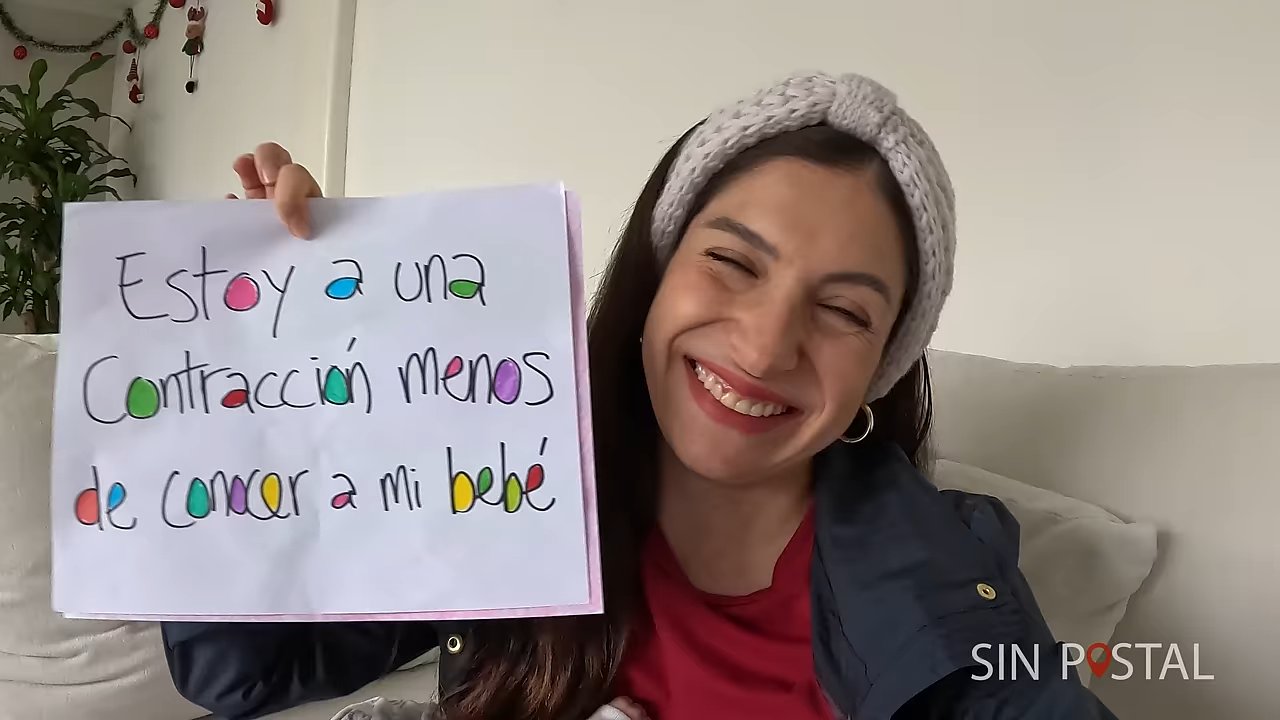 Estoy a una
Contracción menos
de conocer a mi bebé
SIN POSTAL